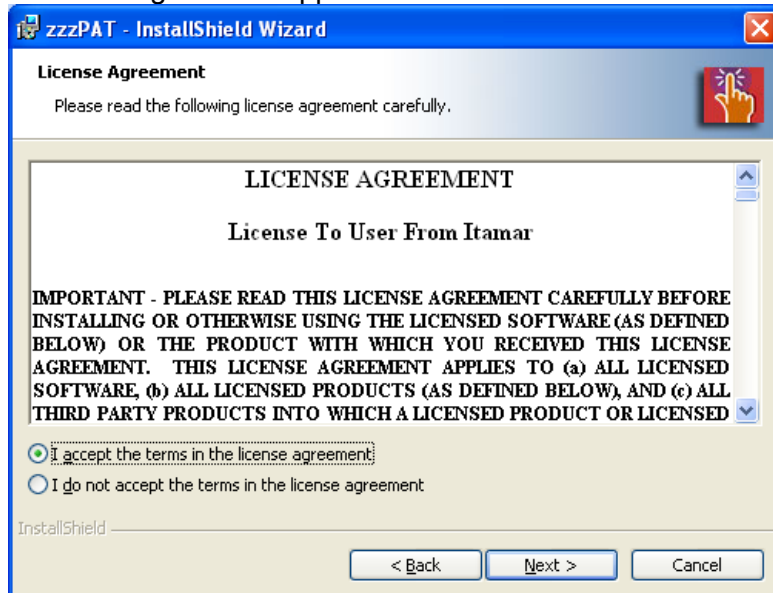 zzzPAT - InstallShield Wizard
License Agreement
Please read the following license agreement carefully.
LICENSE AGREEMENT
License To User From Itamar
IMPORTANT - PLEASE READ THIS LICENSE AGREEMENT CAREFULLY BEFORE
INSTALLING OR OTHERWISE USING THE LICENSED SOFTWARE (AS DEFINED
BELOW) OR THE PRODUCT WITH WHICH YOU RECEIVED THIS LICENSE
AGREEMENT. THIS LICENSE AGREEMENT APPLIES TO (a) ALL LICENSED
SOFTWARE, (b) ALL LICENSED PRODUCTS (AS DEFINED BELOW), AND (c) ALL
THIRD PARTY PRODUCTS INTO WHICH A LICENSED PRODUCT OR LICENSED
I accept the terms in the license agreement
I do not accept the terms in the license agreement
InstallShield
< Back Next > Cancel